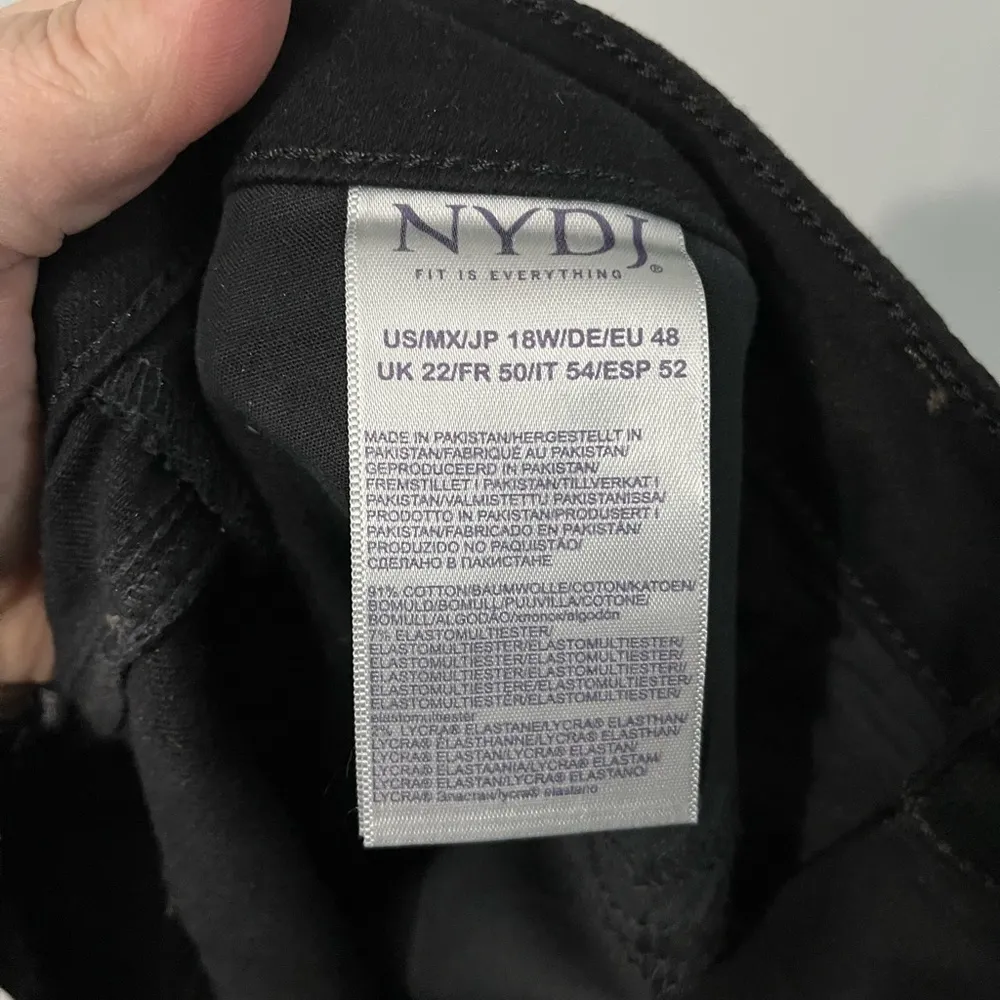 NYDJ
FIT IS EVERYTHING ®
US/MX/JP 18W/DE/EU 48
UK 22/FR 50/IT 54/ESP 52
MADE IN PAKISTAN/HERGESTELLT IN
PAKISTAN/FABRIQUÉ AU PAKISTAN/
GEPRODUCEERD IN PAKISTAN/
FREMSTILLET I PAKISTAN/TILLVERKAT I
PAKISTAN/VALMISTETTU PAKISTANISSA/
PRODOTTO IN PAKISTAN/PRODUSERT I
PAKISTAN/FABRICADO EN PAKISTÁN/
PRODUZIDO NO PAQUISTÃO/
СДЕЛАНО В ПАКИСТАНЕ
91% COTTON/BAUMWOLLE/COTON/KATOEN/
BOMULD/BOMULL/PUUVILLA/COTONE/
BOMULL/ALGODÃO/хлопок/algodón
7% ELASTOMULTIESTER/
ELASTOMULTIESTER/ELASTOMULTIESTER/
ELASTOMULTIESTER/ELASTOMULTIESTER/
ELASTOMULTIESTER/ELASTOMULTIESTERI/
ELASTOMULTIESTERE/ELASTOMULTIESTER/
ELASTOMULTIESTER/ELASTOMULTIESTER/
elastomultiester
2% LYCRA® ELASTANE/LYCRA® ELASTHAN/
LYCRA® ELASTHANNE/LYCRA® ELASTHAN/
LYCRA® ELASTAN/LYCRA® ELASTAN/
LYCRA® ELASTAANIA/LYCRA® ELASTAM/
LYCRA® ELASTAN/LYCRA® ELASTANO/
LYCRA® Эластан/lycra® elastano